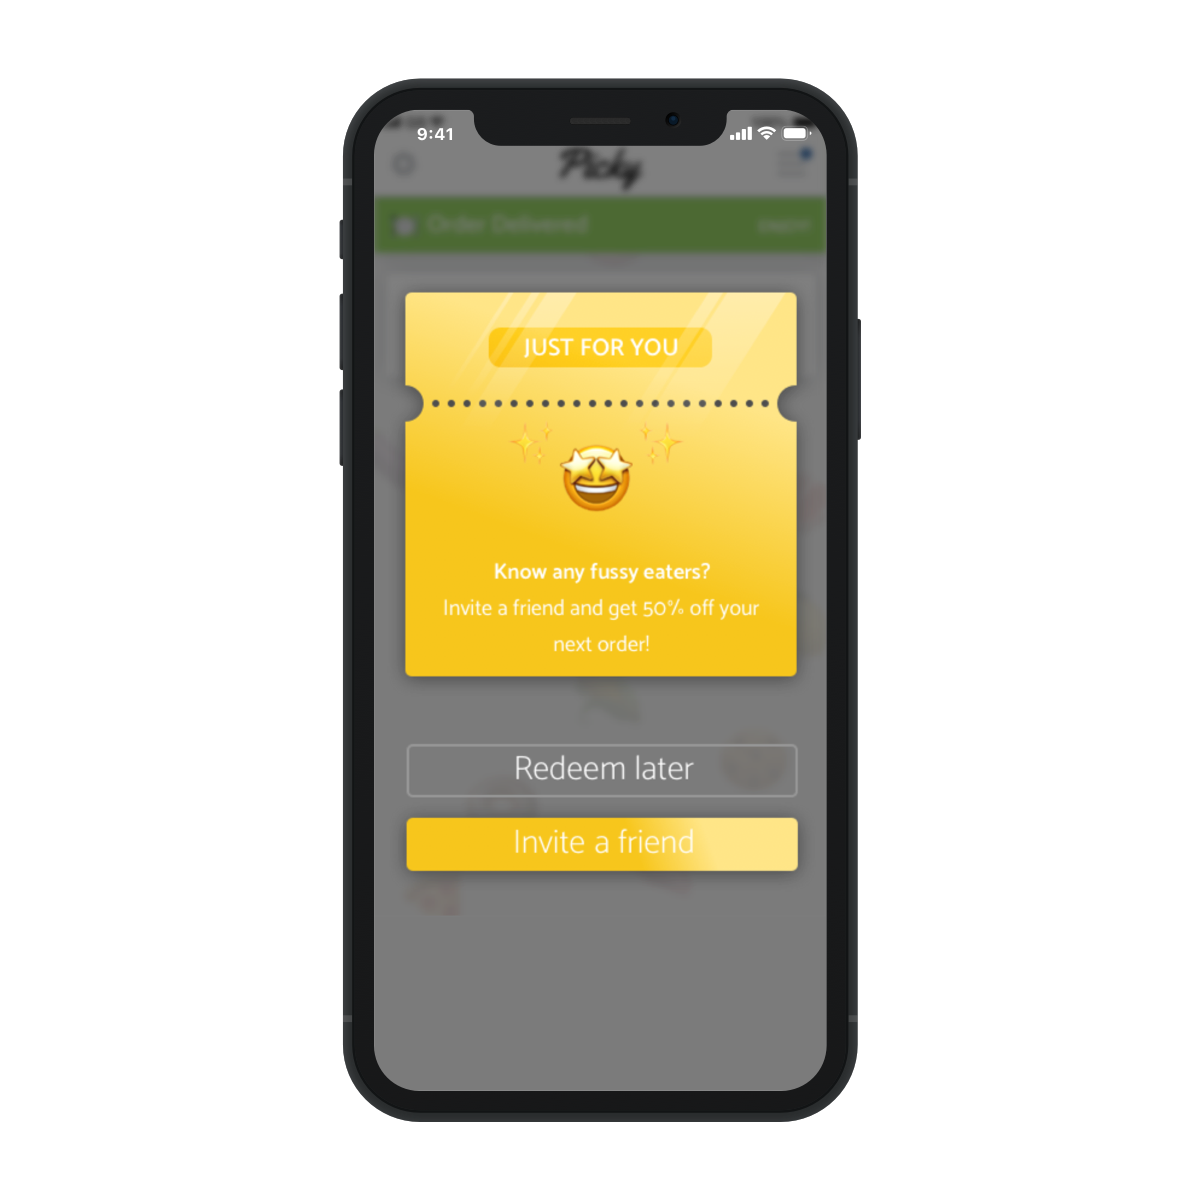 9:41
Picky
Order Delivered
JUST FOR YOU
Know any fussy eaters?
Invite a friend and get 50% off your
next order!
Redeem later
Invite a friend